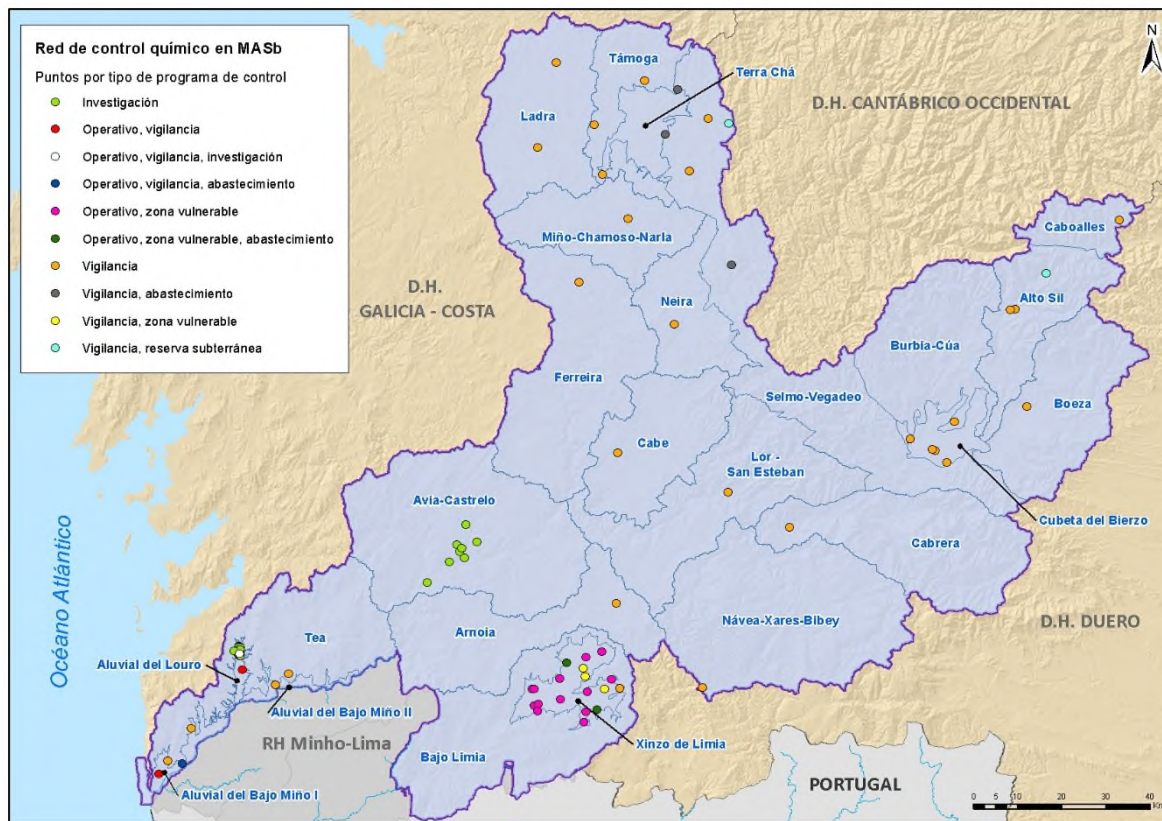 Red de control químico en MASb
Puntos por tipo de programa de control
Investigación
Operativo, vigilancia
Operativo, vigilancia, investigación
Operativo, vigilancia, abastecimiento
Operativo, zona vulnerable
Operativo, zona vulnerable, abastecimiento
Vigilancia
Vigilancia, abastecimiento
Vigilancia, zona vulnerable
Vigilancia, reserva subterránea
N
Támoga
Terra Chá
D.H. CANTÁBRICO OCCIDENTAL
Ladra
Caboalles
Miño-Chamoso-Narla
D.H.
GALICIA - COSTA
Neira
Alto Sil
Burbia-Cúa
Ferreira
Selmo-Vegadeo
Boeza
Cabe
Lor -
San Esteban
Avia-Castrelo
Cubeta del Bierzo
Cabrera
Océano Atlántico
Tea
Arnoia
Návea-Xares-Bibey
D.H. DUERO
Aluvial del Louro
Aluvial del Bajo Miño II
RH Minho-Lima
Bajo Limia
Xinzo de Limia
PORTUGAL
Aluvial del Bajo Miño I
0 5 10 20 30 40
Km